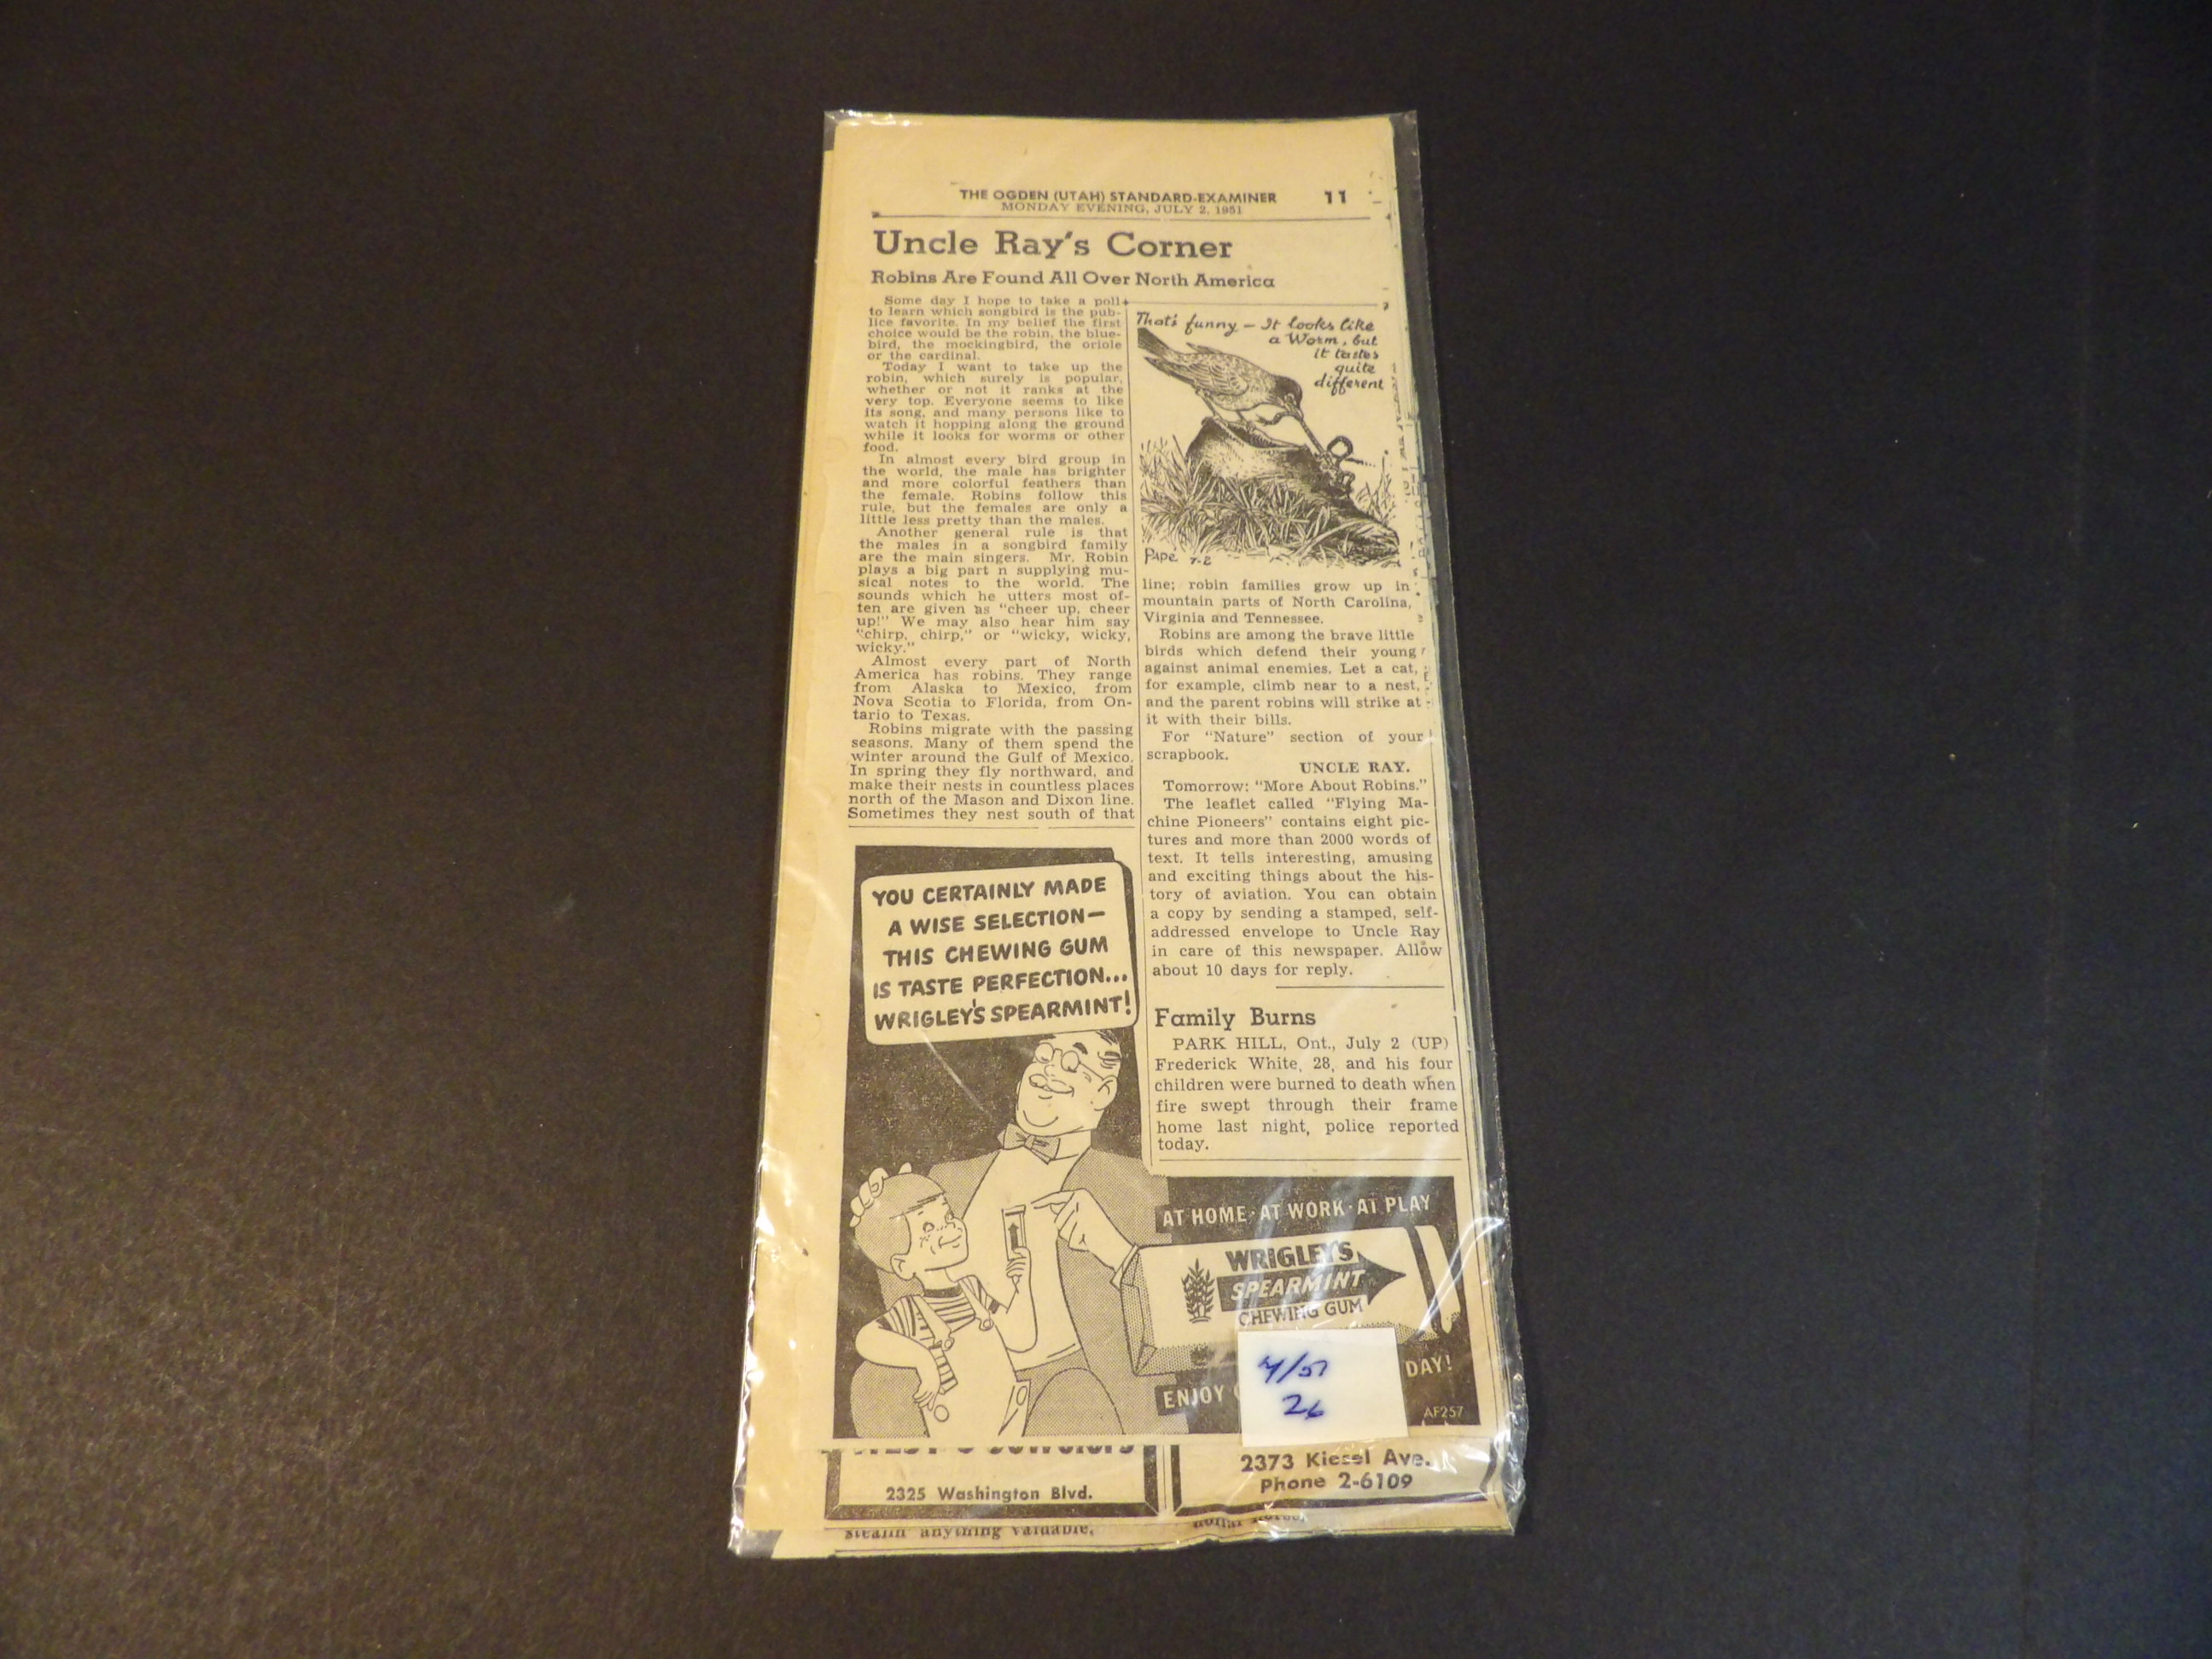 THE OGDEN (UTAH) STANDARD-EXAMINER 11
MONDAY EVENING, JULY 2, 1951
Uncle Ray's Corner
Robins Are Found All Over North America
Some day I hope to take a poll
to learn which songbird is the pub-
lice favorite. In my belief the first
choice would be the robin, the blue-
bird, the mockingbird, the oriole
or the cardinal.
Today I want to take up the
robin, which surely is popular,
whether or not it ranks at the
very top. Everyone seems to like
its song, and many persons like to
watch it hopping along the ground
while it looks for worms or other
food.
In almost every bird group in
the world, the male has brighter
and more colorful feathers than
the female. Robins follow this
rule, but the females are only a
little less pretty than the males.
Another general rule is that
the males in a songbird family
are the main singers. Mr. Robin
plays a big part n supplying mu-
sical notes to the world. The
sounds which he utters most of-
ten are given as "cheer up, cheer
up!" We may also hear him say
"chirp, chirp," or "wicky, wicky,
wicky."
Almost every part of North
America has robins. They range
from Alaska to Mexico, from
Nova Scotia to Florida, from On-
tario to Texas.
Robins migrate with the passing
seasons. Many of them spend the
winter around the Gulf of Mexico.
In spring they fly northward, and
make their nests in countless places
north of the Mason and Dixon line.
Sometimes they nest south of that
That's funny — It looks like
a Worm, but
it tastes
quite
different
Papé 7-2
line; robin families grow up in
mountain parts of North Carolina,
Virginia and Tennessee.
Robins are among the brave little
birds which defend their young
against animal enemies. Let a cat,
for example, climb near to a nest,
and the parent robins will strike at
it with their bills.
For "Nature" section of your
scrapbook.
UNCLE RAY.
Tomorrow: "More About Robins."
The leaflet called "Flying Ma-
chine Pioneers" contains eight pic-
tures and more than 2000 words of
text. It tells interesting, amusing
and exciting things about the his-
tory of aviation. You can obtain
a copy by sending a stamped, self-
addressed envelope to Uncle Ray
in care of this newspaper. Allow
about 10 days for reply.
Family Burns
PARK HILL, Ont., July 2 (UP)
Frederick White, 28, and his four
children were burned to death when
fire swept through their frame
home last night, police reported
today.
YOU CERTAINLY MADE
A WISE SELECTION—
THIS CHEWING GUM
IS TASTE PERFECTION...
WRIGLEY'S SPEARMINT!
AT HOME · AT WORK · AT PLAY
WRIGLEY'S
SPEARMINT
CHEWING GUM
ENJOY
DAY!
AF257
7/51
26
2325 Washington Blvd.
2373 Kiesel Ave.
Phone 2-6109
anything valuable,